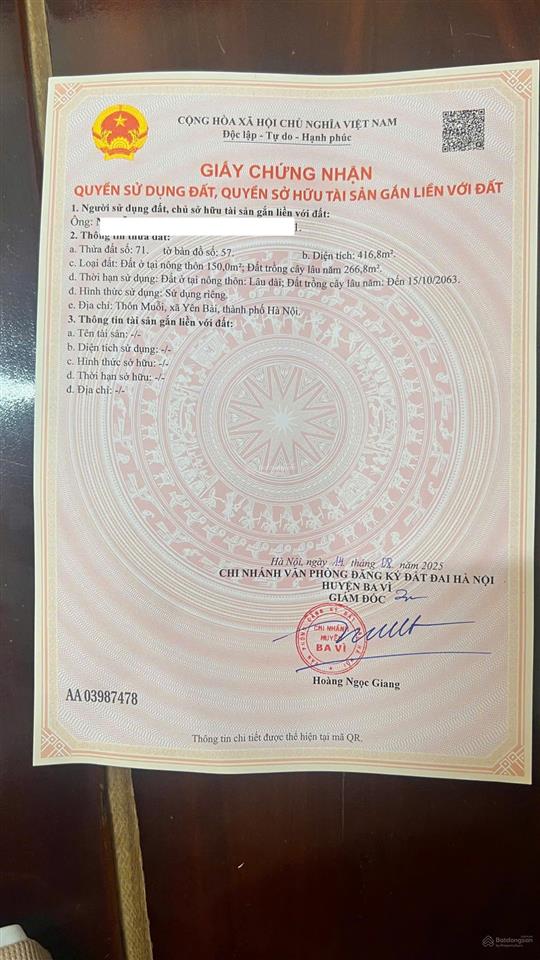 CỘNG HÒA XÃ HỘI CHỦ NGHĨA VIỆT NAM
Độc lập - Tự do - Hạnh phúc
GIẤY CHỨNG NHẬN
QUYỀN SỬ DỤNG ĐẤT, QUYỀN SỞ HỮU TÀI SẢN GẮN LIỀN VỚI ĐẤT
1. Người sử dụng đất, chủ sở hữu tài sản gắn liền với đất:
Ông:
2. Thông tin thửa đất:
a. Thửa đất số: 71. tờ bản đồ số: 57. b. Diện tích: 416,8m².
c. Loại đất: Đất ở tại nông thôn 150,0m²; Đất trồng cây lâu năm 266,8m².
d. Thời hạn sử dụng: Đất ở tại nông thôn: Lâu dài; Đất trồng cây lâu năm: Đến 15/10/2063.
đ. Hình thức sử dụng: Sử dụng riêng.
e. Địa chỉ: Thôn Muỗi, xã Yên Bài, thành phố Hà Nội.
3. Thông tin tài sản gắn liền với đất:
a. Tên tài sản: -/-
b. Diện tích sử dụng: -/-
c. Hình thức sở hữu: -/-
d. Thời hạn sở hữu: -/-
đ. Địa chỉ: -/-
Hà Nội, ngày 14 tháng 08 năm 2025
CHI NHÁNH VĂN PHÒNG ĐĂNG KÝ ĐẤT ĐAI HÀ NỘI
HUYỆN BA VÌ
GIÁM ĐỐC
CHI NHÁNH
HUYỆN
BA VÌ
Hoàng Ngọc Giang
AA 03987478
Thông tin chi tiết được thể hiện tại mã QR.
Batdongsan